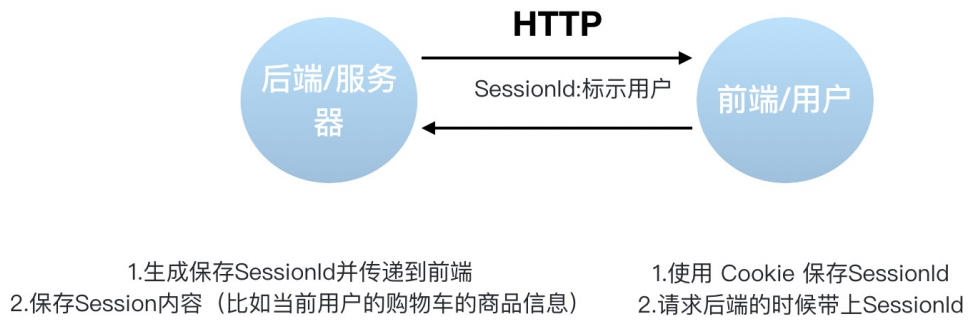 HTTP
后端/服务
器
SessionId:标示用户
前端/用户
1.生成保存SessionId并传递到前端
2.保存Session内容（比如当前用户的购物车的商品信息）
1.使用 Cookie 保存SessionId
2.请求后端的时候带上SessionId